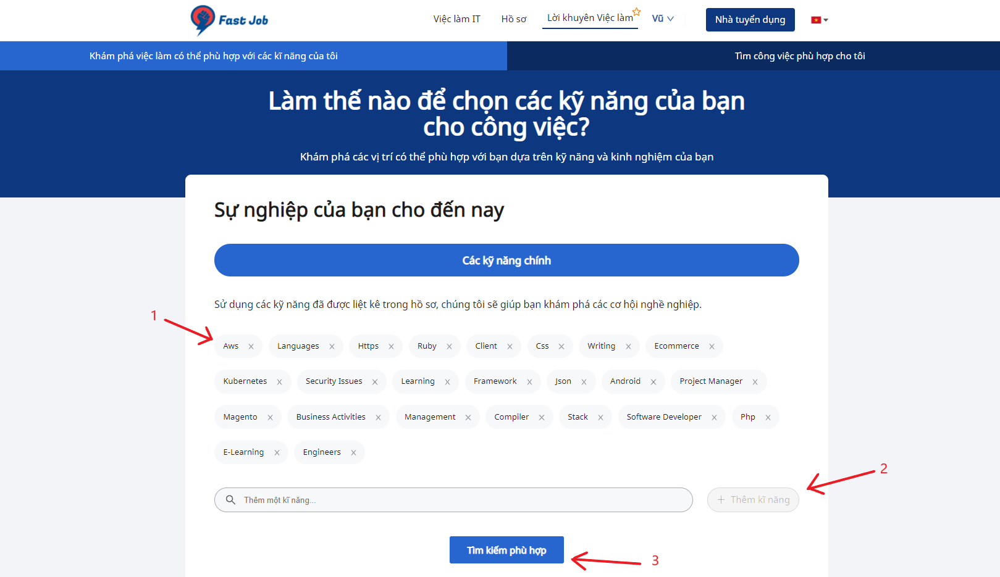 Fast Job
Việc làm IT Hồ sơ Lời khuyên Việc làm Vũ Nhà tuyển dụng
Khám phá việc làm có thể phù hợp với các kĩ năng của tôi Tìm công việc phù hợp cho tôi
Làm thế nào để chọn các kỹ năng của bạn
cho công việc?
Khám phá các vị trí có thể phù hợp với bạn dựa trên kỹ năng và kinh nghiệm của bạn
Sự nghiệp của bạn cho đến nay
Các kỹ năng chính
Sử dụng các kỹ năng đã được liệt kê trong hồ sơ, chúng tôi sẽ giúp bạn khám phá các cơ hội nghề nghiệp.
1
Aws Languages Https Ruby Client Css Writing Ecommerce
Kubernetes Security Issues Learning Framework Json Android Project Manager
Magento Business Activities Management Compiler Stack Software Developer Php
E-Learning Engineers
2
Thêm một kĩ năng... + Thêm kĩ năng
Tìm kiếm phù hợp
3